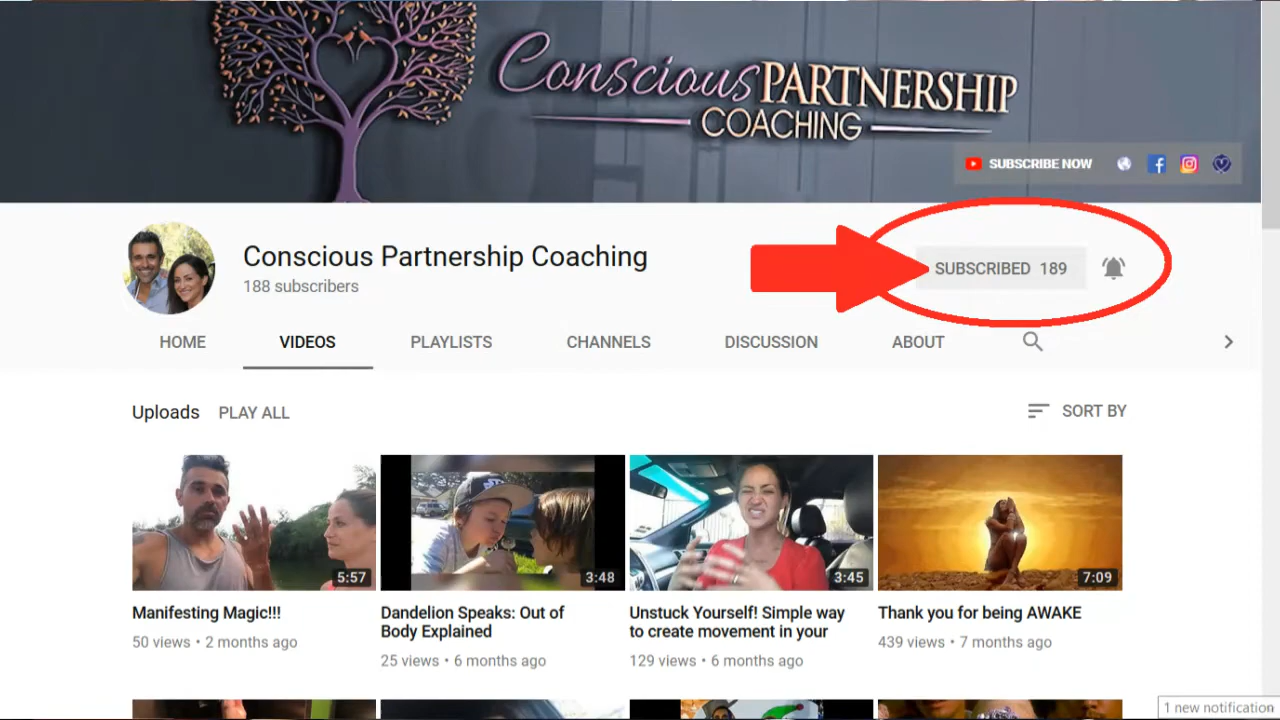 Conscious PARTNERSHIP
COACHING
SUBSCRIBE NOW
Conscious Partnership Coaching
188 subscribers
SUBSCRIBED 189
HOME VIDEOS PLAYLISTS CHANNELS DISCUSSION ABOUT
Uploads PLAY ALL SORT BY
5:57 3:48 3:45 7:09
Manifesting Magic!!!
50 views • 2 months ago
Dandelion Speaks: Out of
Body Explained
25 views • 6 months ago
Unstuck Yourself! Simple way
to create movement in your
129 views • 6 months ago
Thank you for being AWAKE
439 views • 7 months ago
1 new notification